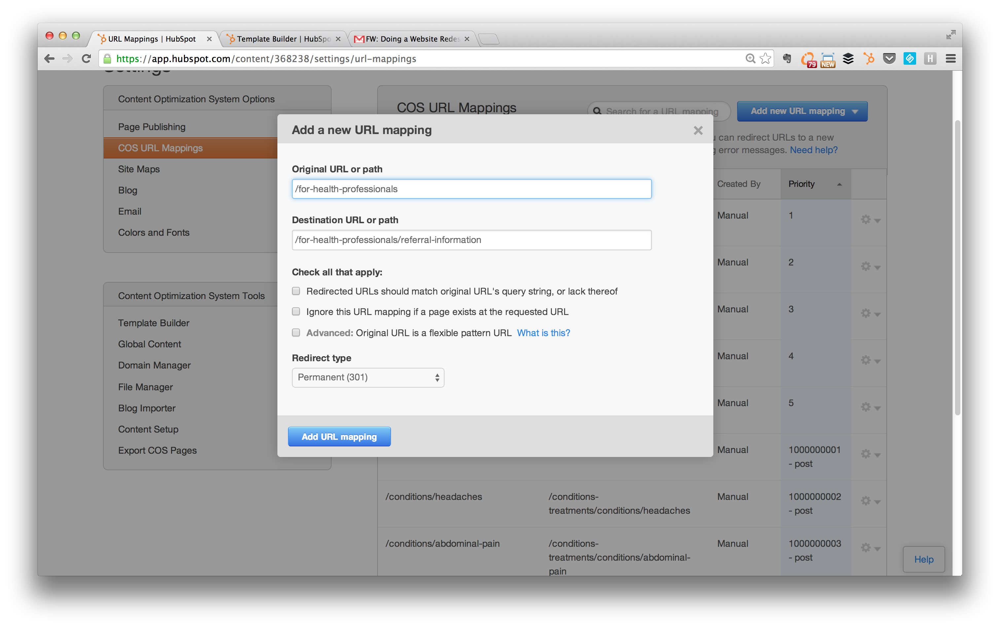 URL Mappings | HubSpot
Template Builder | HubSpo
FW: Doing a Website Redes
https://app.hubspot.com/content/368238/settings/url-mappings
79
NEW
H
Settings
Content Optimization System Options
Page Publishing
COS URL Mappings
Site Maps
Blog
Email
Colors and Fonts
Content Optimization System Tools
Template Builder
Global Content
Domain Manager
File Manager
Blog Importer
Content Setup
Export COS Pages
COS URL Mappings
Search for a URL mapping
Add new URL mapping
can redirect URLs to a new
error messages. Need help?
Add a new URL mapping
Original URL or path
/for-health-professionals
Destination URL or path
/for-health-professionals/referral-information
Check all that apply:
Redirected URLs should match original URL's query string, or lack thereof
Ignore this URL mapping if a page exists at the requested URL
Advanced: Original URL is a flexible pattern URL What is this?
Redirect type
Permanent (301)
Add URL mapping
Created By Priority
Manual 1
Manual 2
Manual 3
Manual 4
Manual 5
Manual 1000000001
- post
/conditions/headaches /conditions- Manual 1000000002
treatments/conditions/headaches - post
/conditions/abdominal-pain /conditions- Manual 1000000003
treatments/conditions/abdominal- - post
pain
Help